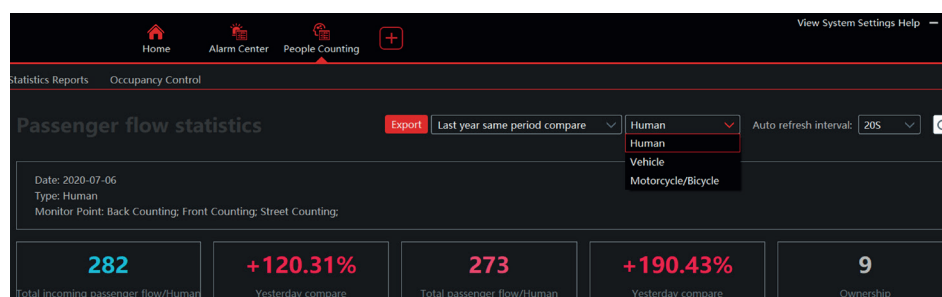 View System Settings Help
Home Alarm Center People Counting
Statistics Reports Occupancy Control
Passenger flow statistics Export Last year same period compare Human Auto refresh interval: 20S
Human
Vehicle
Motorcycle/Bicycle
Date: 2020-07-06
Type: Human
Monitor Point: Back Counting; Front Counting; Street Counting;
282 +120.31% 273 +190.43% 9
Total incoming passenger flow/Human Yesterday compare Total passenger flow/Human Yesterday compare Ownership